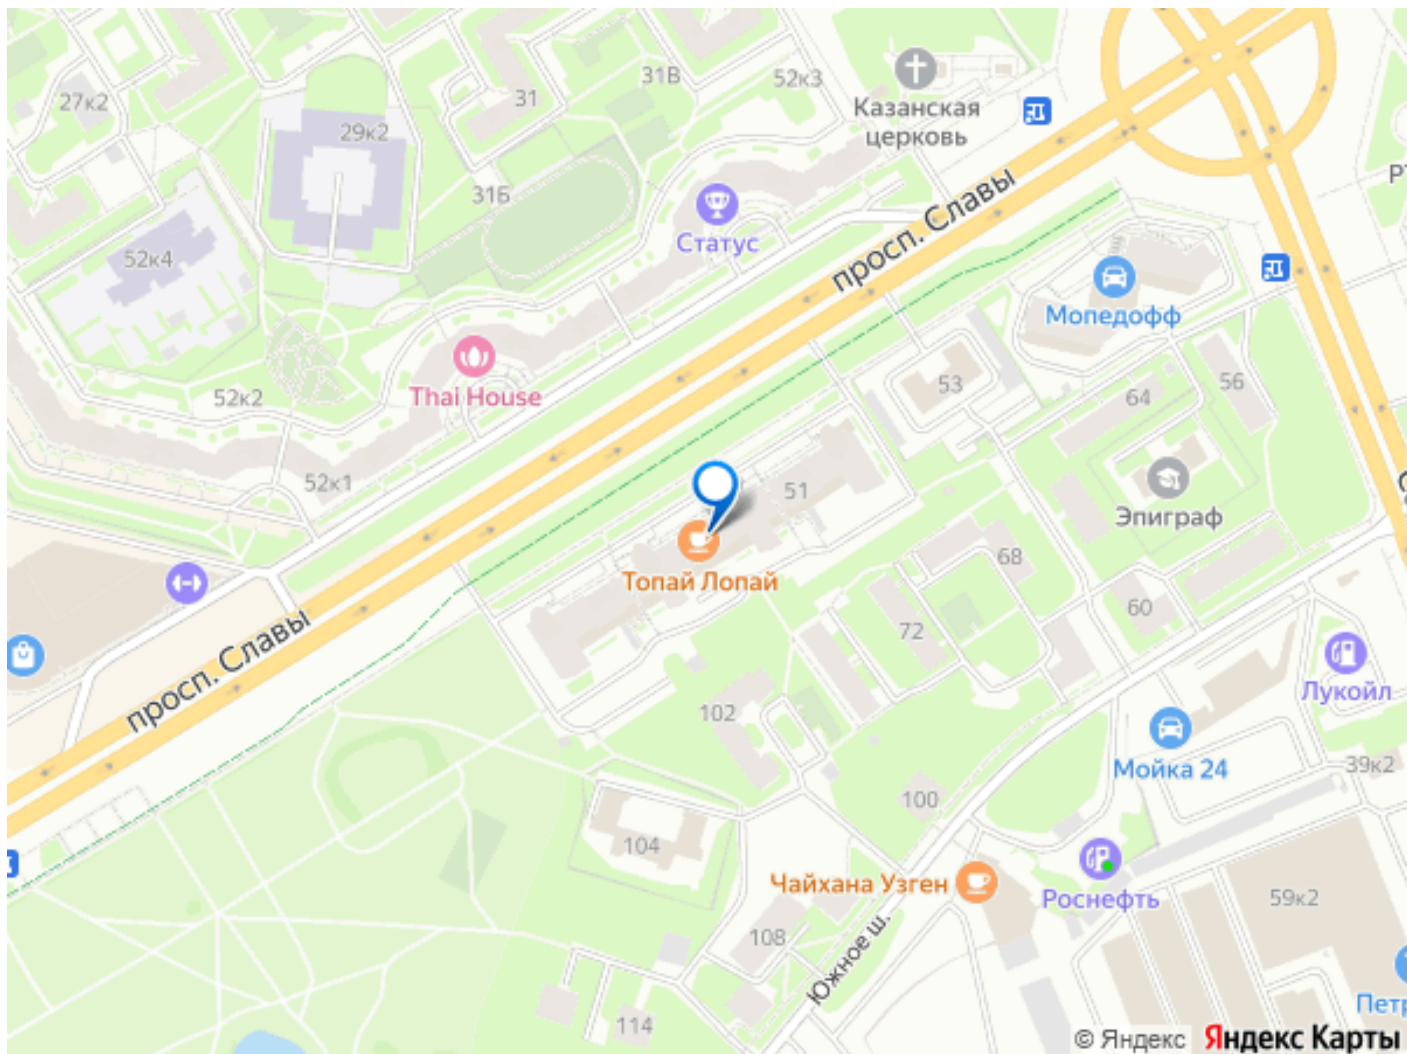 27к2
31
31В
52к3
29к2
Казанская
церковь
31Б
просп. Славы
52к4
Статус
Мопедофф
Thai House
52к2
53
64
56
52к1
51
Эпиграф
Топай Лопай
68
60
72
просп. Славы
Лукойл
102
Мойка 24
39к2
100
104
Чайхана Узген
Роснефть
59к2
108
Южное ш.
114
© Яндекс
Яндекс Карты